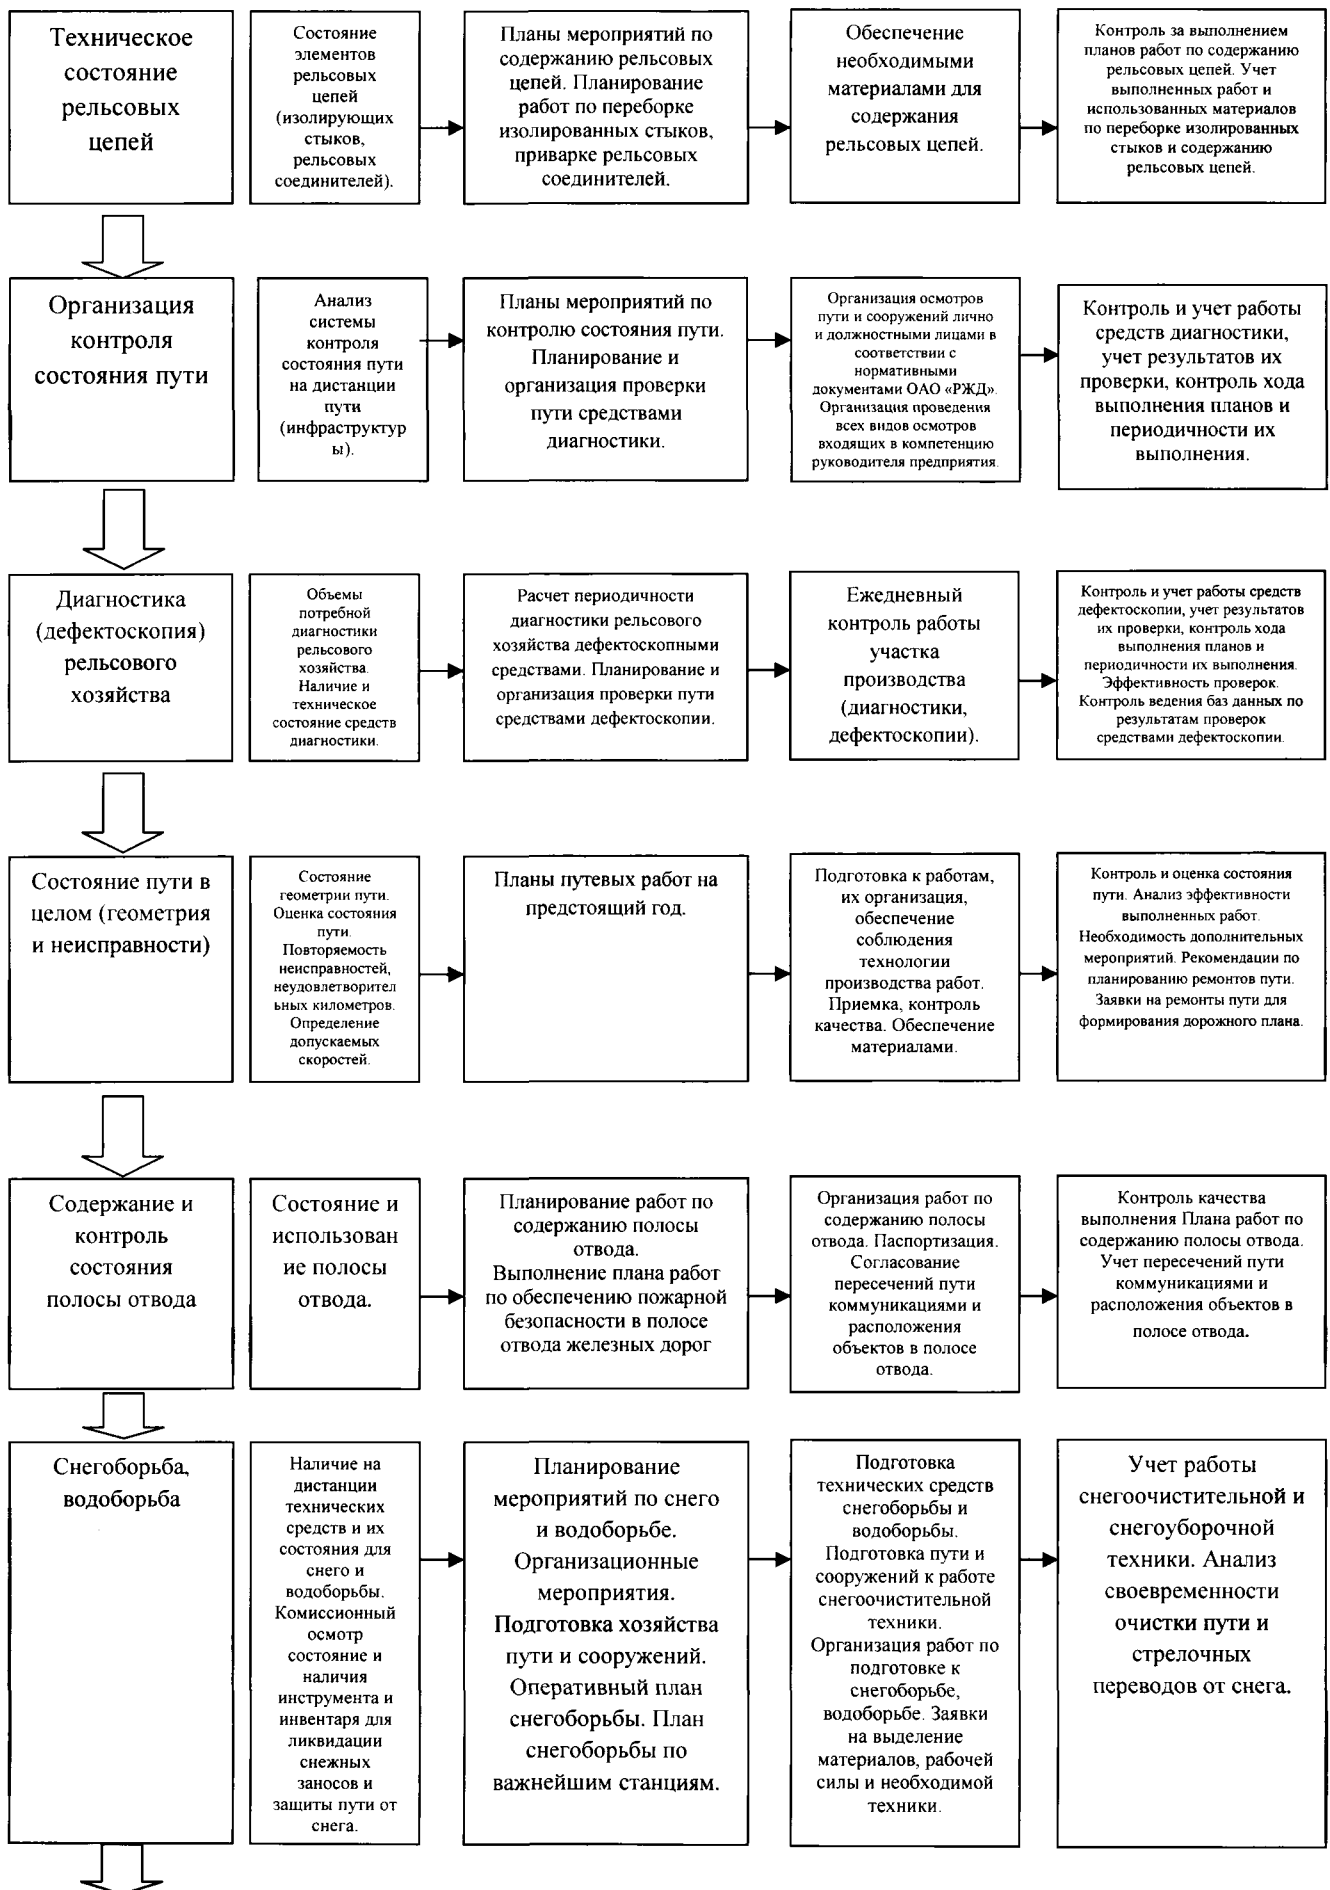 Техническое
состояние
рельсовых
цепей
Состояние
элементов
рельсовых
цепей
(изолирующих
стыков,
рельсовых
соединителей).
Планы мероприятий по
содержанию рельсовых
цепей. Планирование
работ по переборке
изолированных стыков,
приварке рельсовых
соединителей.
Обеспечение
необходимыми
материалами для
содержания
рельсовых цепей.
Контроль за выполнением
планов работ по содержанию
рельсовых цепей. Учет
выполненных работ и
использованных материалов
по переборке изолированных
стыков и содержанию
рельсовых цепей.
Организация
контроля
состояния пути
Анализ
системы
контроля
состояния пути
на дистанции
пути
(инфраструктур
ы).
Планы мероприятий по
контролю состояния пути.
Планирование и
организация проверки
пути средствами
диагностики.
Организация осмотров
пути и сооружений лично
и должностными лицами в
соответствии с
нормативными
документами ОАО «РЖД».
Организация проведения
всех видов осмотров
входящих в компетенцию
руководителя предприятия.
Контроль и учет работы
средств диагностики,
учет результатов их
проверки, контроль хода
выполнения планов и
периодичности их
выполнения.
Диагностика
(дефектоскопия)
рельсового
хозяйства
Объемы
потребной
диагностики
рельсового
хозяйства.
Наличие и
техническое
состояние средств
диагностики.
Расчет периодичности
диагностики рельсового
хозяйства дефектоскопными
средствами. Планирование и
организация проверки пути
средствами дефектоскопии.
Ежедневный
контроль работы
участка
производства
(диагностики,
дефектоскопии).
Контроль и учет работы средств
дефектоскопии, учет результатов
их проверки, контроль хода
выполнения планов и
периодичности их выполнения.
Эффективность проверок.
Контроль ведения баз данных по
результатам проверок
средствами дефектоскопии.
Состояние пути в
целом (геометрия
и неисправности)
Состояние
геометрии пути.
Оценка состояния
пути.
Повторяемость
неисправностей,
неудовлетворител
ьных километров.
Определение
допускаемых
скоростей.
Планы путевых работ на
предстоящий год.
Подготовка к работам,
их организация,
обеспечение
соблюдения
технологии
производства работ.
Приемка, контроль
качества. Обеспечение
материалами.
Контроль и оценка состояния
пути. Анализ эффективности
выполненных работ.
Необходимость дополнительных
мероприятий. Рекомендации по
планированию ремонтов пути.
Заявки на ремонты пути для
формирования дорожного плана.
Содержание и
контроль
состояния
полосы отвода
Состояние и
использован
ие полосы
отвода.
Планирование работ по
содержанию полосы
отвода.
Выполнение плана работ
по обеспечению пожарной
безопасности в полосе
отвода железных дорог
Организация работ по
содержанию полосы
отвода. Паспортизация.
Согласование
пересечений пути
коммуникациями и
расположения
объектов в полосе
отвода.
Контроль качества
выполнения Плана работ по
содержанию полосы отвода.
Учет пересечений пути
коммуникациями и
расположения объектов в
полосе отвода.
Снегоборьба,
водоборьба
Наличие на
дистанции
технических
средств и их
состояния для
снего и
водоборьбы.
Комиссионный
осмотр
состояние и
наличия
инструмента и
инвентаря для
ликвидации
снежных
заносов и
защиты пути от
снега.
Планирование
мероприятий по снего
и водоборьбе.
Организационные
мероприятия.
Подготовка хозяйства
пути и сооружений.
Оперативный план
снегоборьбы. План
снегоборьбы по
важнейшим станциям.
Подготовка
технических средств
снегоборьбы и
водоборьбы.
Подготовка пути и
сооружений к работе
снегоочистительной
техники.
Организация работ по
подготовке к
снегоборьбе,
водоборьбе. Заявки
на выделение
материалов, рабочей
силы и необходимой
техники.
Учет работы
снегоочистительной и
снегоуборочной
техники. Анализ
своевременности
очистки пути и
стрелочных
переводов от снега.